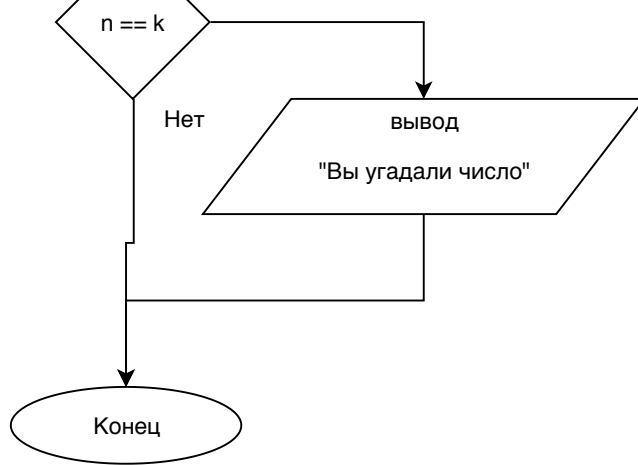 n == k
Нет
вывод
"Вы угадали число"
Конец